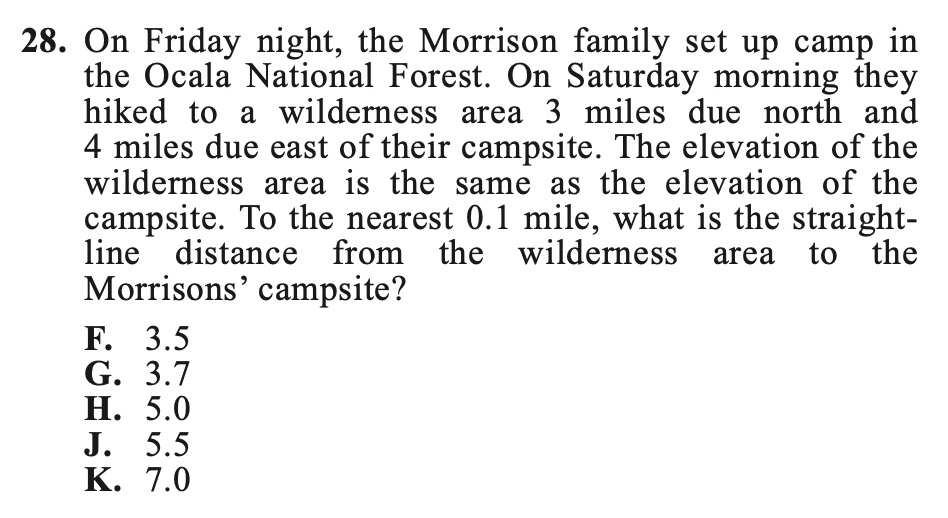 28. On Friday night, the Morrison family set up camp in
the Ocala National Forest. On Saturday morning they
hiked to a wilderness area 3 miles due north and
4 miles due east of their campsite. The elevation of the
wilderness area is the same as the elevation of the
campsite. To the nearest 0.1 mile, what is the straight-
line distance from the wilderness area to the
Morrisons’ campsite?
F. 3.5
G. 3.7
H. 5.0
J. 5.5
K. 7.0